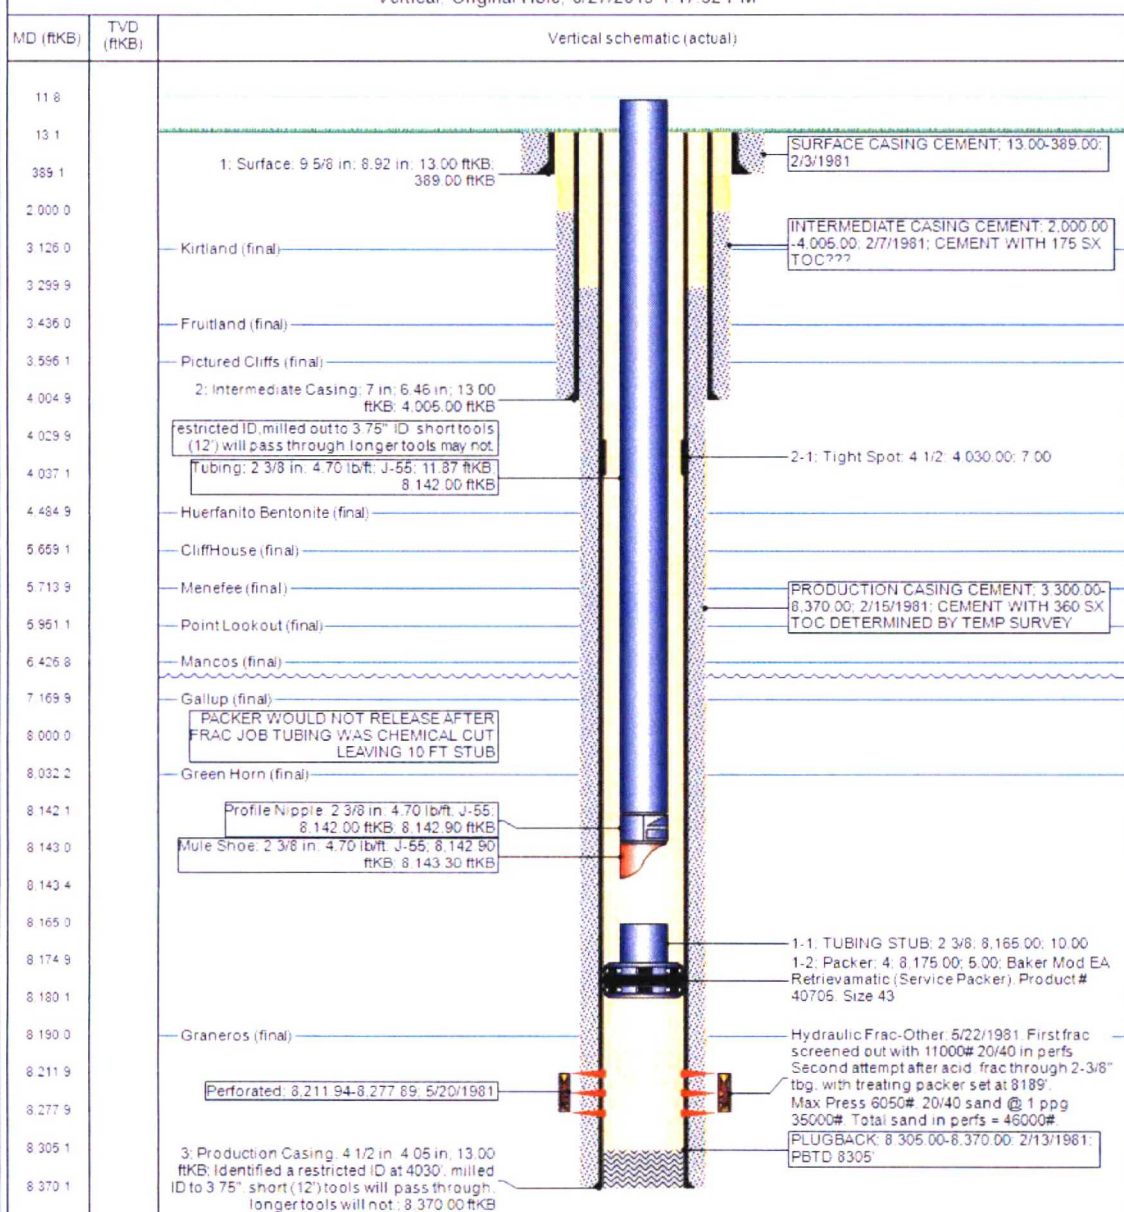 Vertical, Original Hole, 6/27/2019 1:17:52 PM
MD (ftKB)
TVD
(ftKB)
Vertical schematic (actual)
11.8
13.1
389.1
2,000.0
3,126.0
3,299.9
3,436.0
3,596.1
4,004.9
4,029.9
4,037.1
4,484.9
5,659.1
5,713.9
5,951.1
6,426.8
7,169.9
8,000.0
8,032.2
8,142.1
8,143.0
8,143.4
8,165.0
8,174.9
8,180.1
8,190.0
8,211.9
8,277.9
8,305.1
8,370.1
1; Surface; 9 5/8 in; 8.92 in; 13.00 ftKB;
389.00 ftKB
SURFACE CASING CEMENT; 13.00-389.00;
2/3/1981
INTERMEDIATE CASING CEMENT; 2,000.00
-4,005.00; 2/7/1981; CEMENT WITH 175 SX
TOC???
Kirtland (final)
Fruitland (final)
Pictured Cliffs (final)
2; Intermediate Casing; 7 in; 6.46 in; 13.00
ftKB; 4,005.00 ftKB
restricted ID, milled out to 3.75" ID. short tools
(12') will pass through. longer tools may not.
Tubing; 2 3/8 in; 4.70 lb/ft; J-55; 11.87 ftKB;
8,142.00 ftKB
2-1; Tight Spot; 4 1/2; 4,030.00; 7.00
Huerfanito Bentonite (final)
CliffHouse (final)
Menefee (final)
PRODUCTION CASING CEMENT; 3,300.00-
8,370.00; 2/15/1981; CEMENT WITH 360 SX
TOC DETERMINED BY TEMP SURVEY
Point Lookout (final)
Mancos (final)
Gallup (final)
PACKER WOULD NOT RELEASE AFTER
FRAC JOB TUBING WAS CHEMICAL CUT
LEAVING 10 FT STUB
Green Horn (final)
Profile Nipple; 2 3/8 in; 4.70 lb/ft; J-55;
8,142.00 ftKB; 8,142.90 ftKB
Mule Shoe; 2 3/8 in; 4.70 lb/ft; J-55; 8,142.90
ftKB; 8,143.30 ftKB
1-1; TUBING STUB; 2 3/8; 8,165.00; 10.00
1-2; Packer; 4; 8,175.00; 5.00; Baker Mod EA
Retrievamatic (Service Packer). Product #
40705. Size 43
Graneros (final)
Hydraulic Frac-Other; 5/22/1981; First frac
screened out with 11000# 20/40 in perfs
Second attempt after acid, frac through 2-3/8"
tbg. with treating packer set at 8189'.
Max Press 6050#. 20/40 sand @ 1 ppg
35000#. Total sand in perfs = 46000#.
Perforated; 8,211.94-8,277.89; 5/20/1981
PLUGBACK; 8,305.00-8,370.00; 2/13/1981;
PBTD 8305'
3; Production Casing; 4 1/2 in; 4.05 in; 13.00
ftKB; Identified a restricted ID at 4030'. milled
ID to 3.75". short (12') tools will pass through.
longer tools will not.; 8,370.00 ftKB